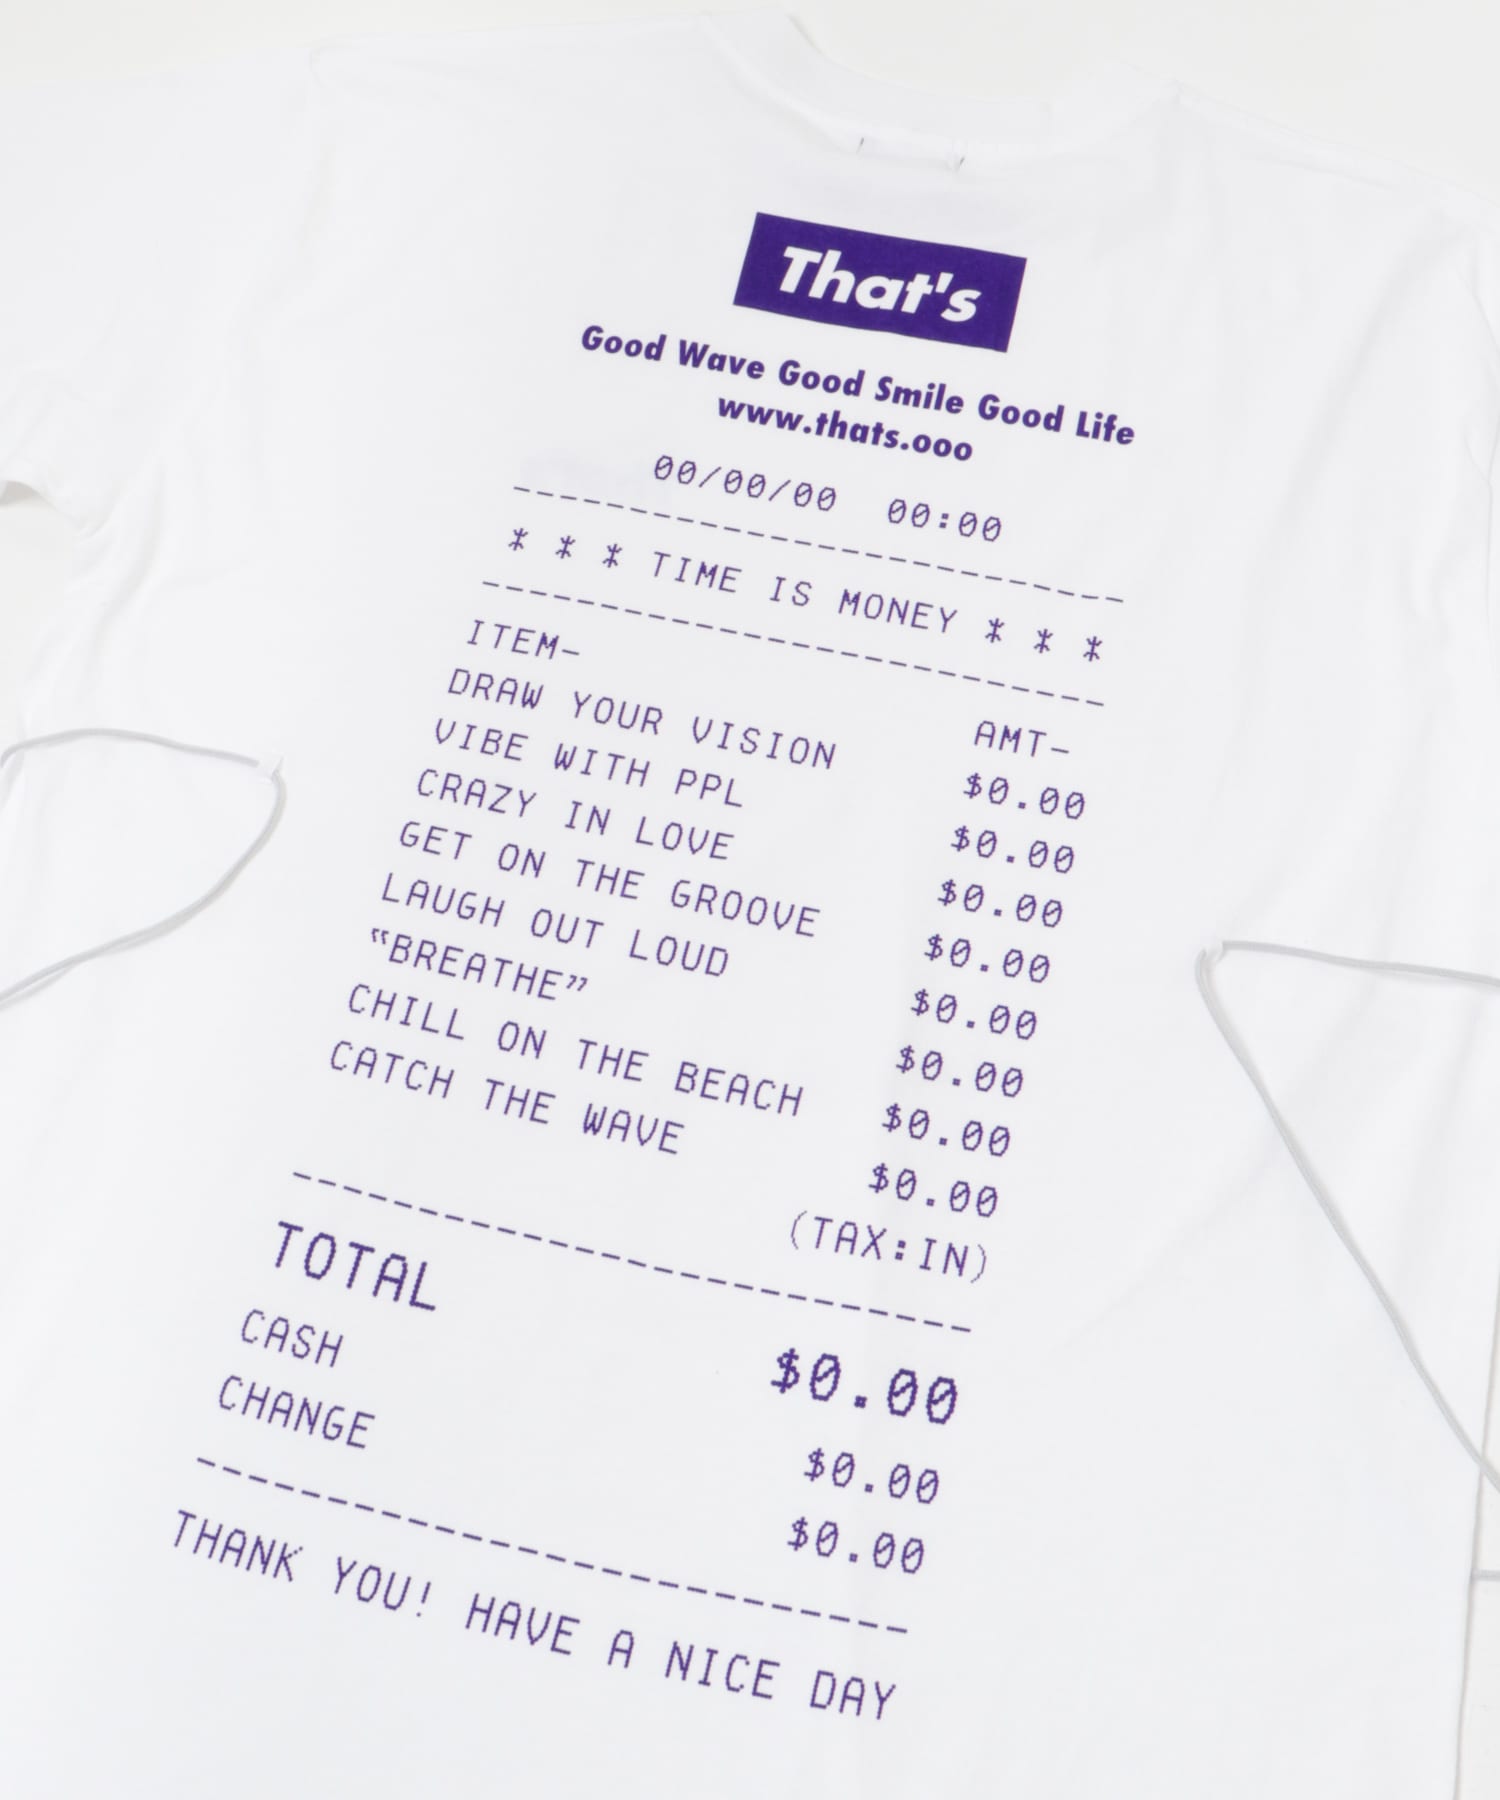 That's
Good Wave Good Smile Good Life
www.thats.ooo
00/00/00 00:00
* * * TIME IS MONEY * * *
ITEM- AMT-
DRAW YOUR VISION $0.00
VIBE WITH PPL $0.00
CRAZY IN LOVE $0.00
GET ON THE GROOVE $0.00
LAUGH OUT LOUD $0.00
“BREATHE” $0.00
CHILL ON THE BEACH $0.00
CATCH THE WAVE $0.00
(TAX:IN)
TOTAL $0.00
CASH $0.00
CHANGE $0.00
THANK YOU! HAVE A NICE DAY